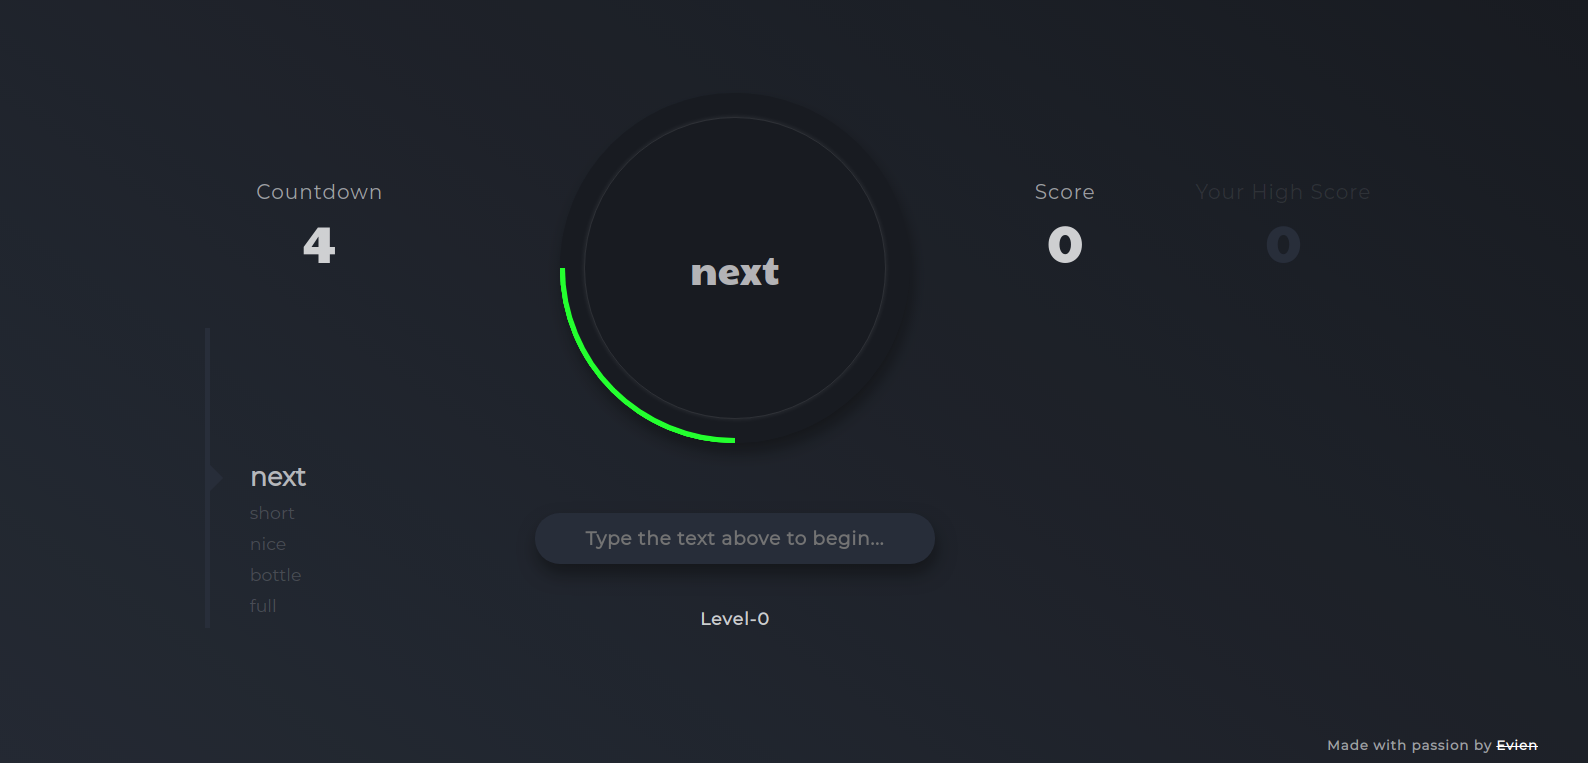 Countdown
4
next
Score
0
Your High Score
0
next
short
nice
bottle
full
Type the text above to begin...
Level-0
Made with passion by Evien